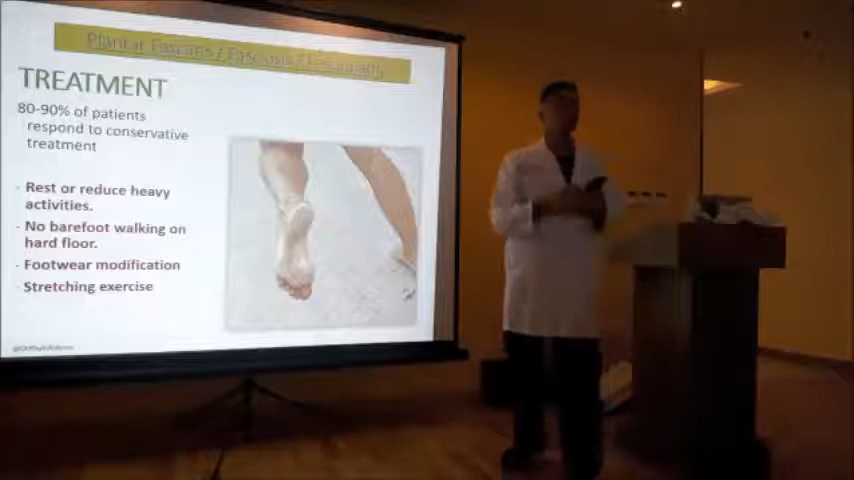 Plantar Fasciitis / Fasciosis /
TREATMENT
80-90% of patients
respond to conservative
treatment
- Rest or reduce heavy
activities.
- No barefoot walking on
hard floor.
- Footwear modification
- Stretching exercise